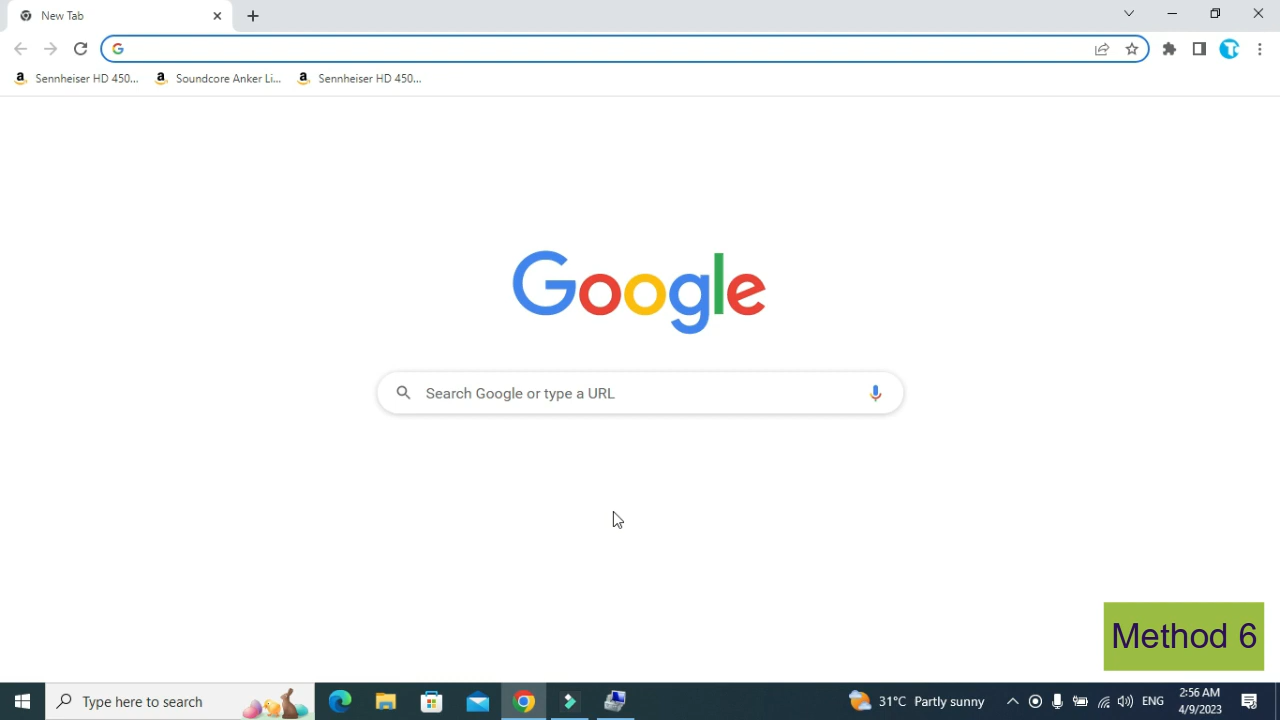 New Tab
Sennheiser HD 450...
Soundcore Anker Li...
Sennheiser HD 450...
Google
Search Google or type a URL
Method 6
Type here to search
31°C Partly sunny
ENG
2:56 AM
4/9/2023